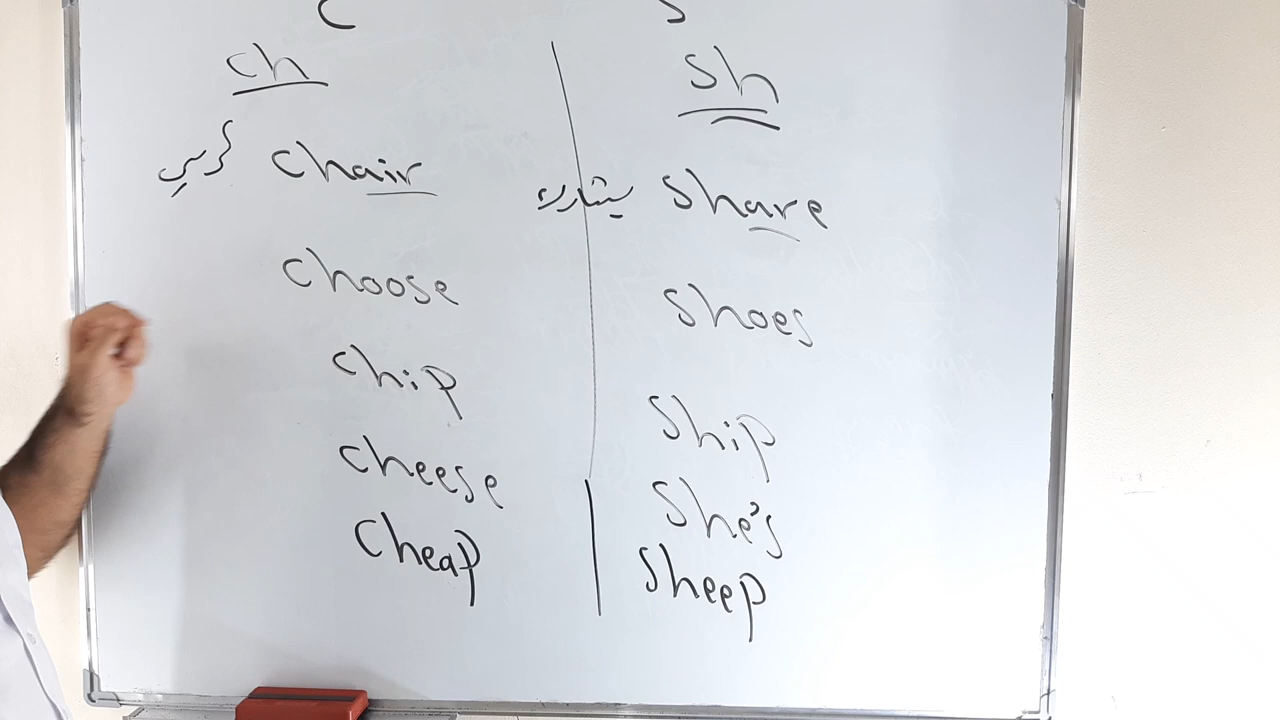 c s
ch sh
كرسي chair يشارك share
choose shoes
chip ship
cheese she's
cheap sheep